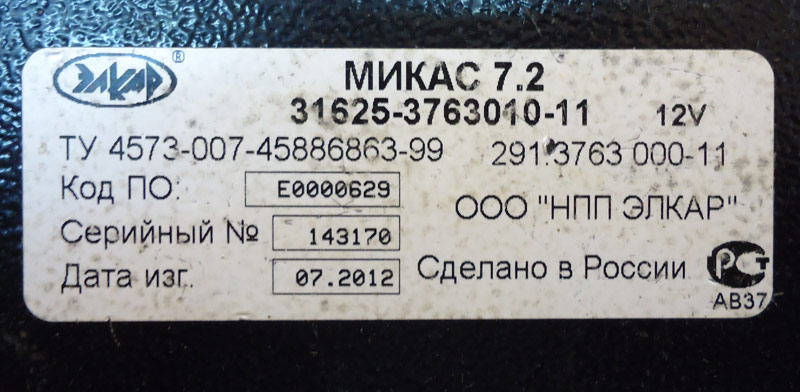 ЭЛКАР ®
МИКАС 7.2
31625-3763010-11 12V
ТУ 4573-007-45886863-99 291.3763 000-11
Код ПО: E0000629
ООО "НПП ЭЛКАР"
Серийный № 143170
Дата изг. 07.2012 Сделано в России РСТ
АВ37